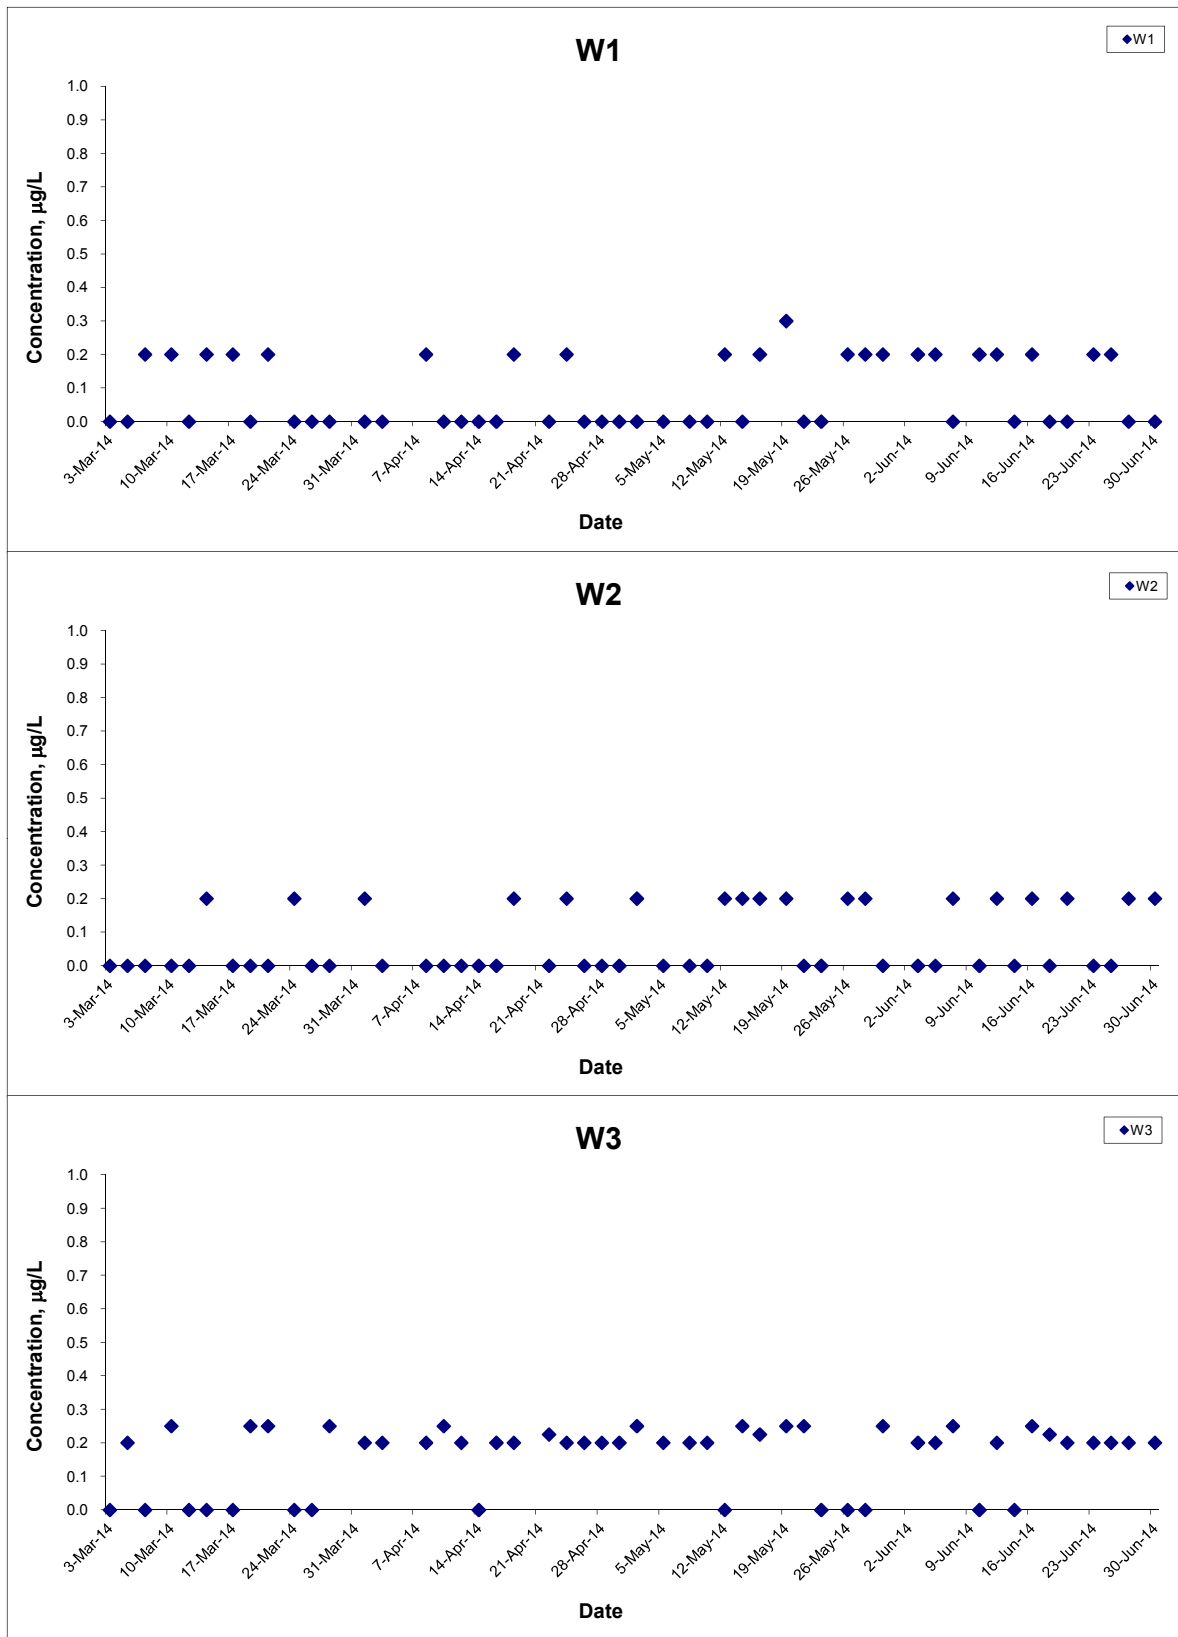 W1
W1
1.0
0.9
0.8
0.7
0.6
0.5
0.4
0.3
0.2
0.1
0.0
Concentration, µg/L
3-Mar-14
10-Mar-14
17-Mar-14
24-Mar-14
31-Mar-14
7-Apr-14
14-Apr-14
21-Apr-14
28-Apr-14
5-May-14
12-May-14
19-May-14
26-May-14
2-Jun-14
9-Jun-14
16-Jun-14
23-Jun-14
30-Jun-14
Date
W2
W2
1.0
0.9
0.8
0.7
0.6
0.5
0.4
0.3
0.2
0.1
0.0
Concentration, µg/L
3-Mar-14
10-Mar-14
17-Mar-14
24-Mar-14
31-Mar-14
7-Apr-14
14-Apr-14
21-Apr-14
28-Apr-14
5-May-14
12-May-14
19-May-14
26-May-14
2-Jun-14
9-Jun-14
16-Jun-14
23-Jun-14
30-Jun-14
Date
W3
W3
1.0
0.9
0.8
0.7
0.6
0.5
0.4
0.3
0.2
0.1
0.0
Concentration, µg/L
3-Mar-14
10-Mar-14
17-Mar-14
24-Mar-14
31-Mar-14
7-Apr-14
14-Apr-14
21-Apr-14
28-Apr-14
5-May-14
12-May-14
19-May-14
26-May-14
2-Jun-14
9-Jun-14
16-Jun-14
23-Jun-14
30-Jun-14
Date